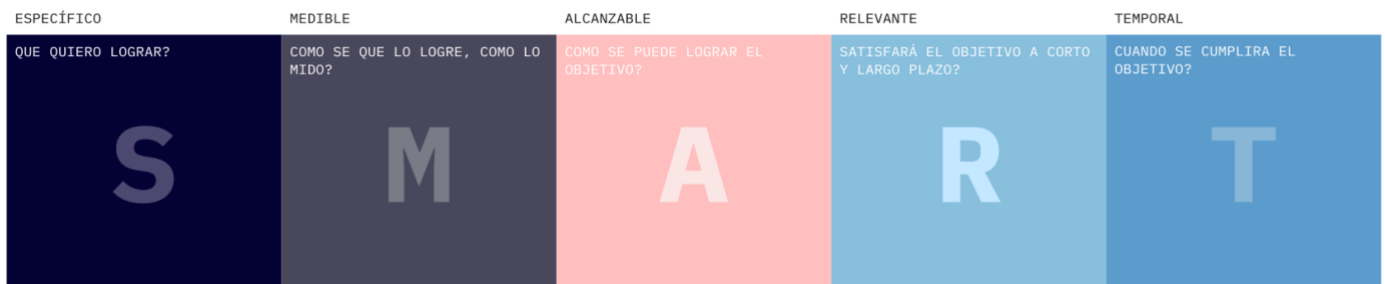 ESPECÍFICO
QUE QUIERO LOGRAR?
S
MEDIBLE
COMO SE QUE LO LOGRE, COMO LO
MIDO?
M
ALCANZABLE
COMO SE PUEDE LOGRAR EL
OBJETIVO?
A
RELEVANTE
SATISFARÁ EL OBJETIVO A CORTO
Y LARGO PLAZO?
R
TEMPORAL
CUANDO SE CUMPLIRA EL
OBJETIVO?
T